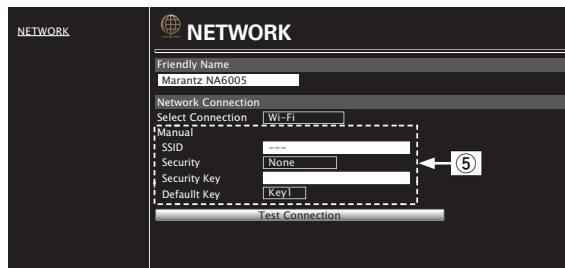 NETWORK
NETWORK
Friendly Name
Marantz NA6005
Network Connection
Select Connection Wi-Fi
Manual
SSID ---
Security None
Security Key
Defaullt Key Key1
Test Connection
⑤